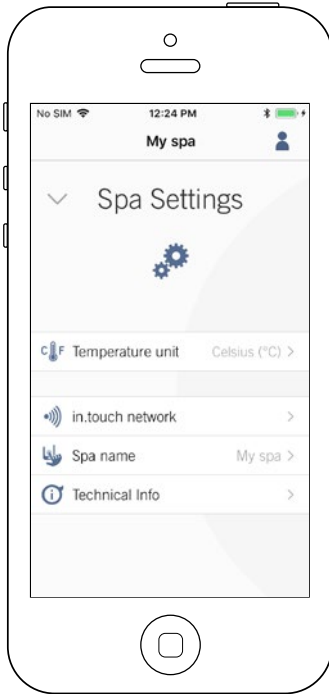 No SIM 12:24 PM
My spa
Spa Settings
C F Temperature unit Celsius (°C) >
in.touch network >
Spa name My spa >
i Technical Info >